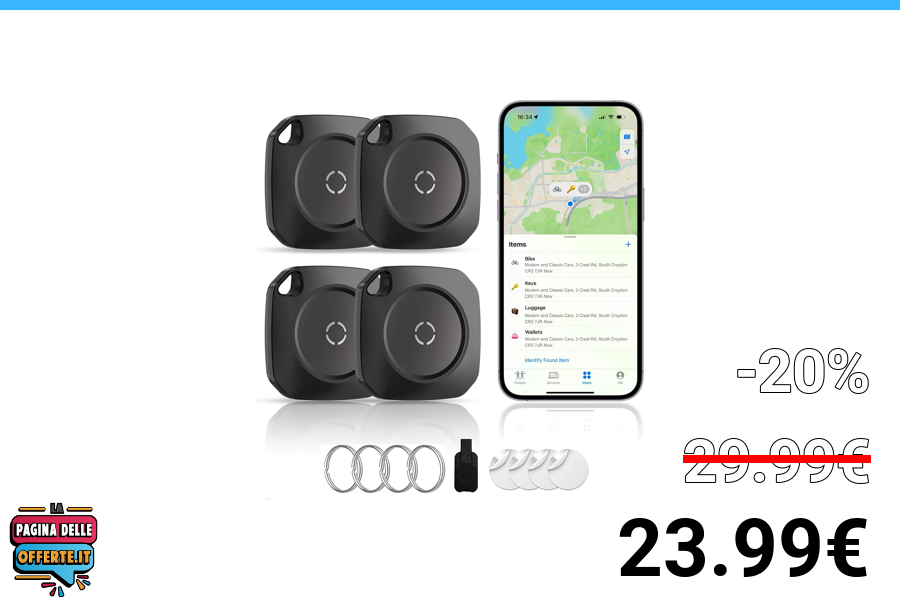 16:34
+2
Items
+
Bike
Modern and Classic Cars, 3 Crest Rd, South Croydon
CR2 7JR Now
Keys
Modern and Classic Cars, 3 Crest Rd, South Croydon
CR2 7JR Now
Luggage
Modern and Classic Cars, 3 Crest Rd, South Croydon
CR2 7JR Now
Wallets
Modern and Classic Cars, 3 Crest Rd, South Croydon
CR2 7JR Now
Identify Found Item
People Devices Items Me
-20%
29.99€
23.99€
LA
PAGINA DELLE
OFFERTE.IT